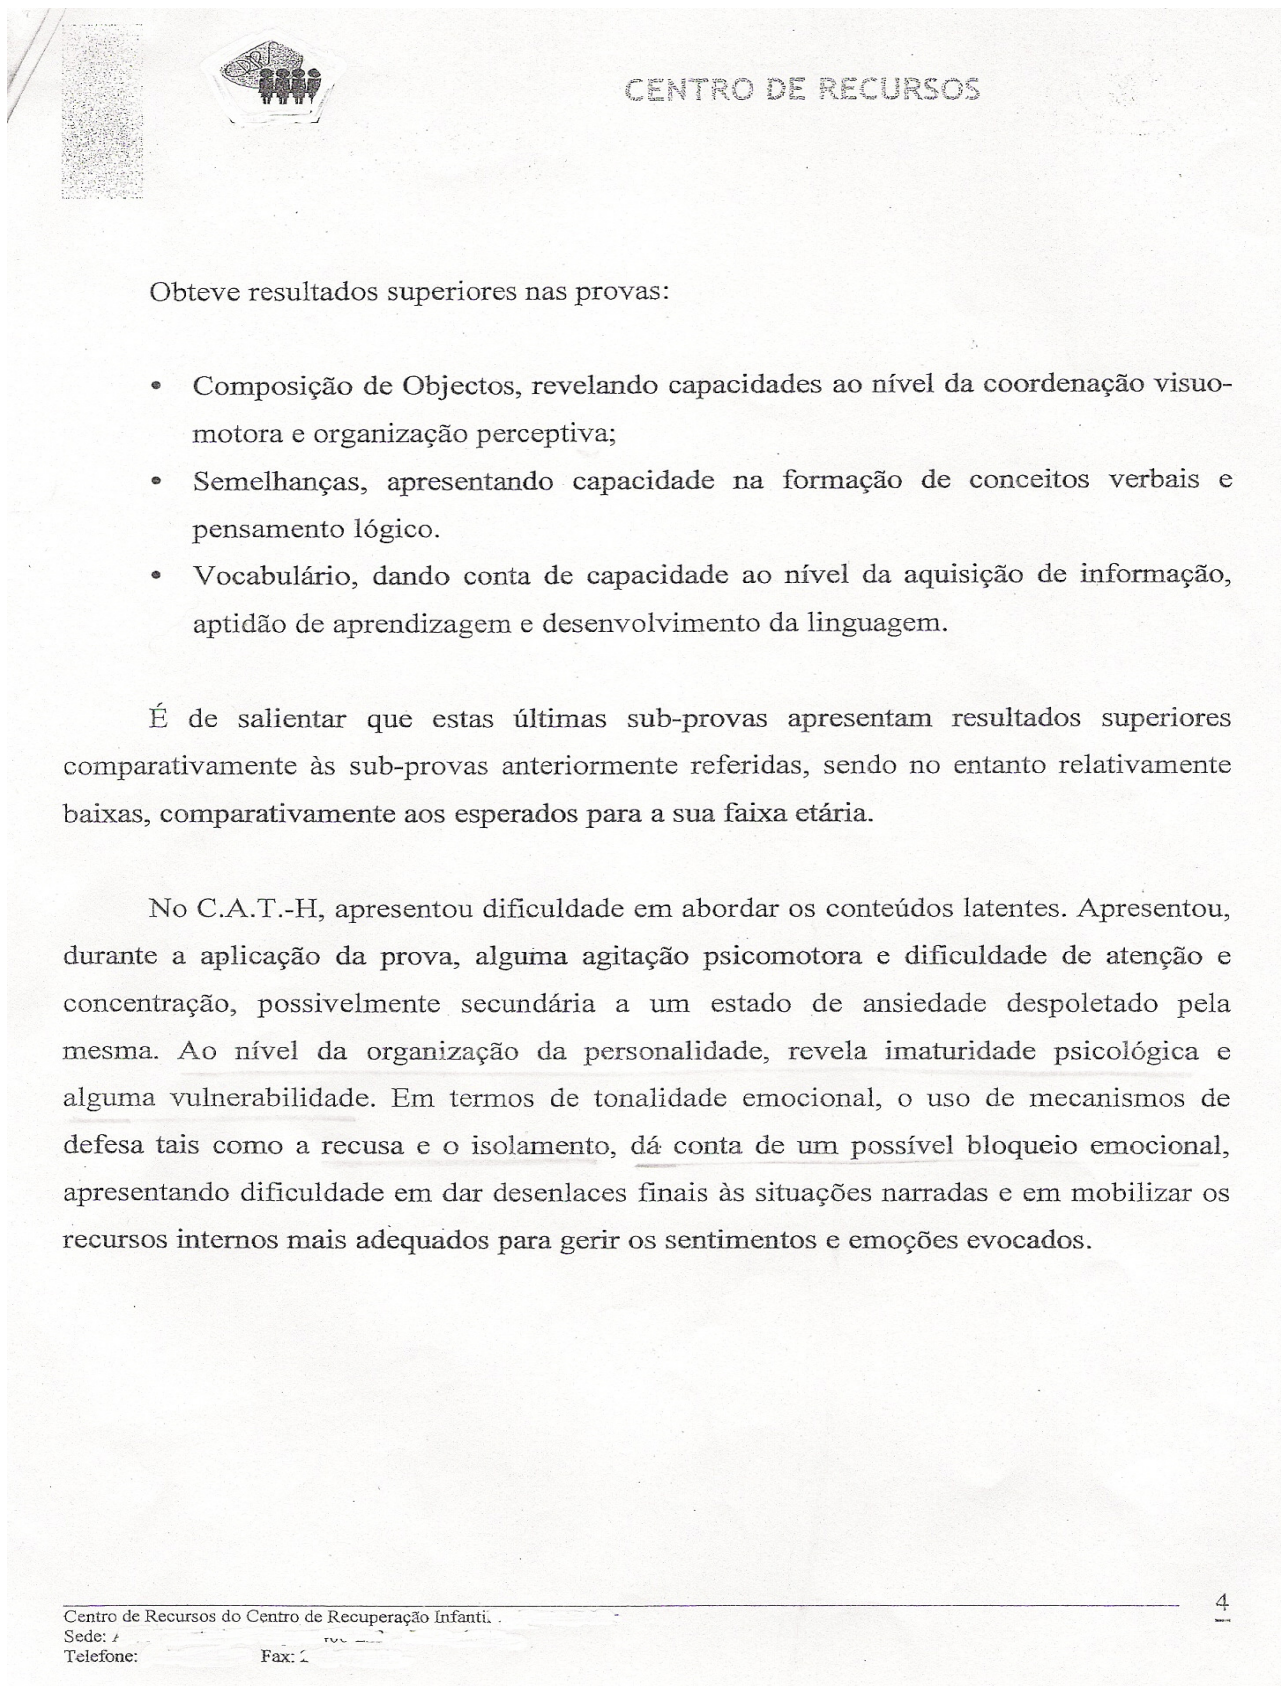 CENTRO DE RECURSOS
Obteve resultados superiores nas provas:
• Composição de Objectos, revelando capacidades ao nível da coordenação visuo-
motora e organização perceptiva;
• Semelhanças, apresentando capacidade na formação de conceitos verbais e
pensamento lógico.
• Vocabulário, dando conta de capacidade ao nível da aquisição de informação,
aptidão de aprendizagem e desenvolvimento da linguagem.
É de salientar que estas últimas sub-provas apresentam resultados superiores
comparativamente às sub-provas anteriormente referidas, sendo no entanto relativamente
baixas, comparativamente aos esperados para a sua faixa etária.
No C.A.T.-H, apresentou dificuldade em abordar os conteúdos latentes. Apresentou,
durante a aplicação da prova, alguma agitação psicomotora e dificuldade de atenção e
concentração, possivelmente secundária a um estado de ansiedade despoletado pela
mesma. Ao nível da organização da personalidade, revela imaturidade psicológica e
alguma vulnerabilidade. Em termos de tonalidade emocional, o uso de mecanismos de
defesa tais como a recusa e o isolamento, dá conta de um possível bloqueio emocional,
apresentando dificuldade em dar desenlaces finais às situações narradas e em mobilizar os
recursos internos mais adequados para gerir os sentimentos e emoções evocados.
4
Centro de Recursos do Centro de Recuperação
Sede:
Telefone: Fax: